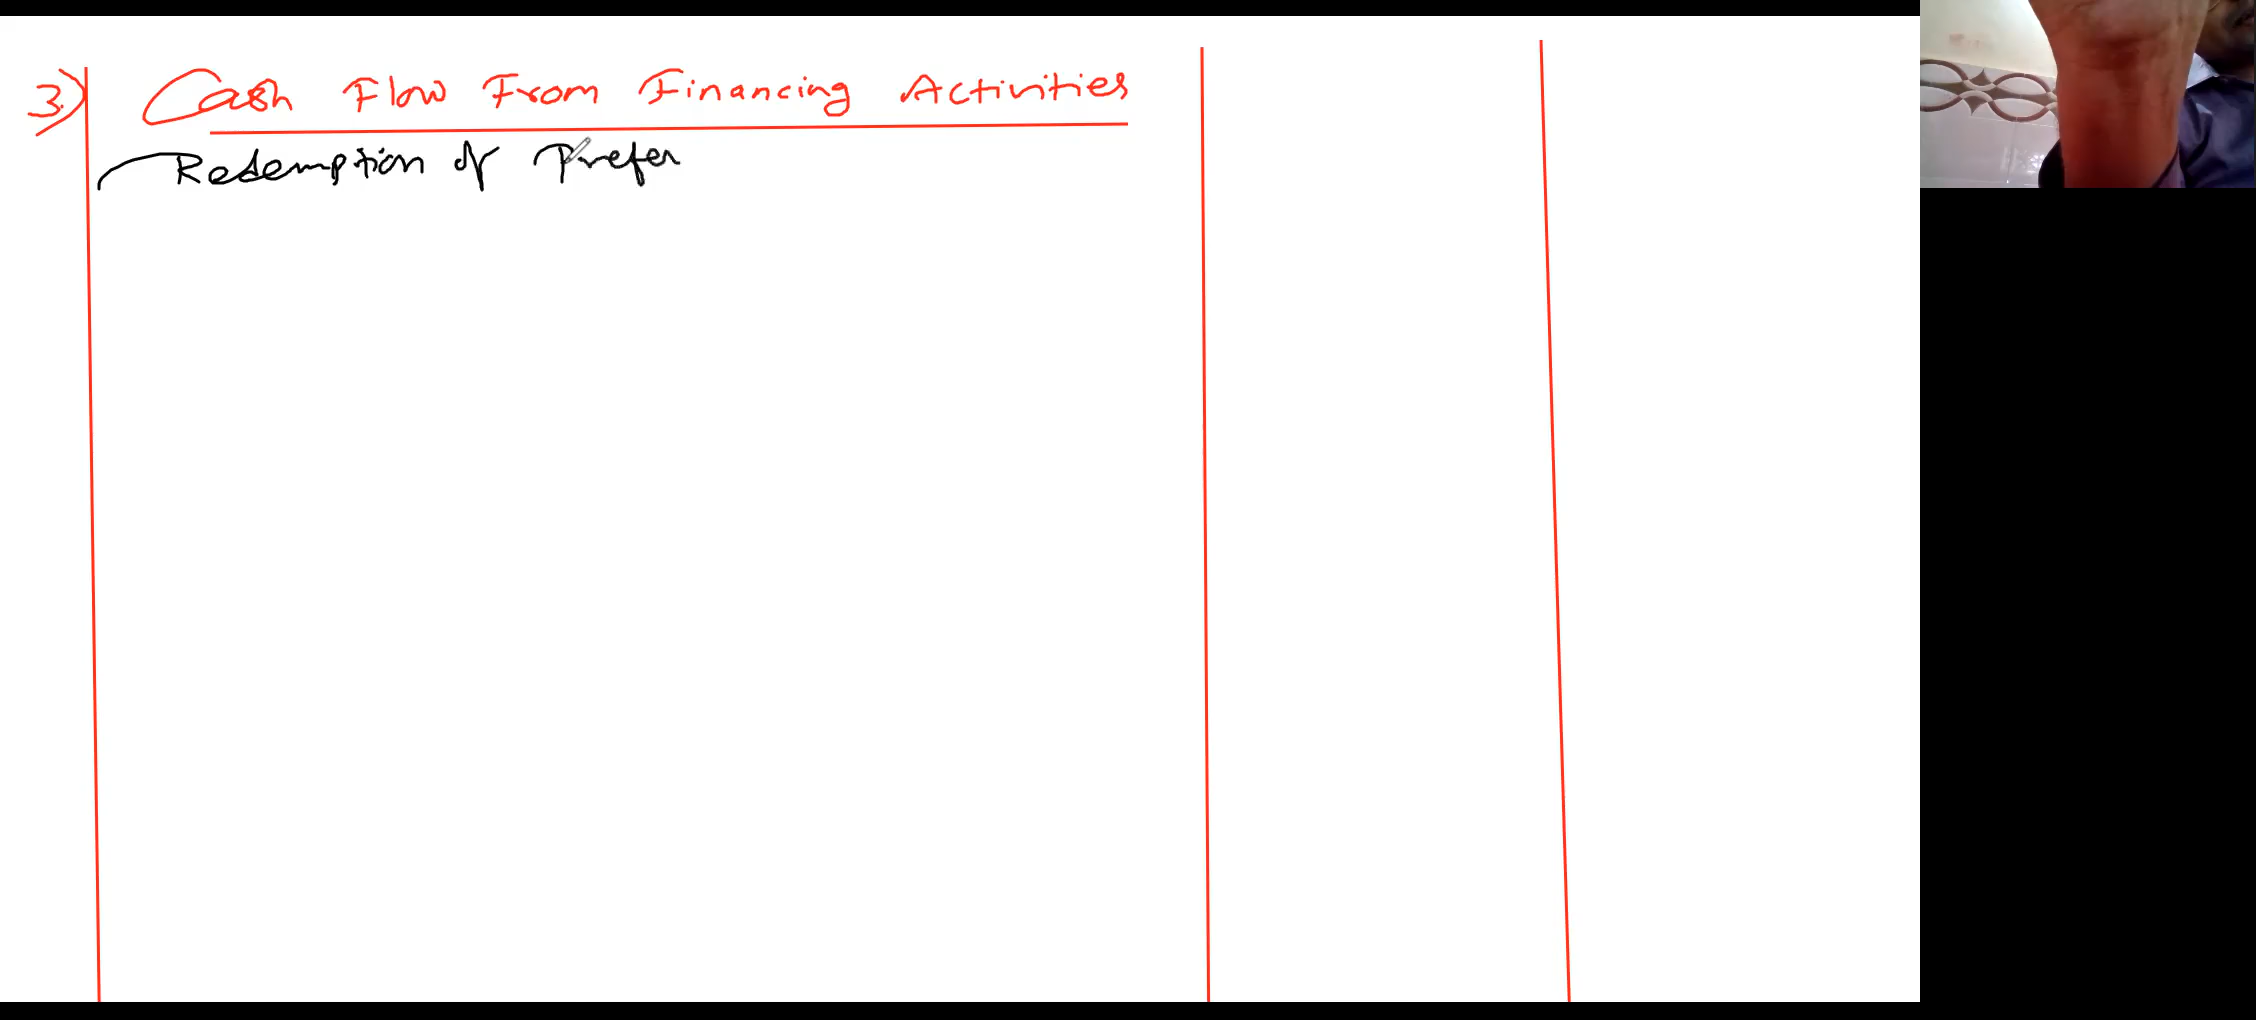 3) Cash Flow From Financing Activities
Redemption of Prefer